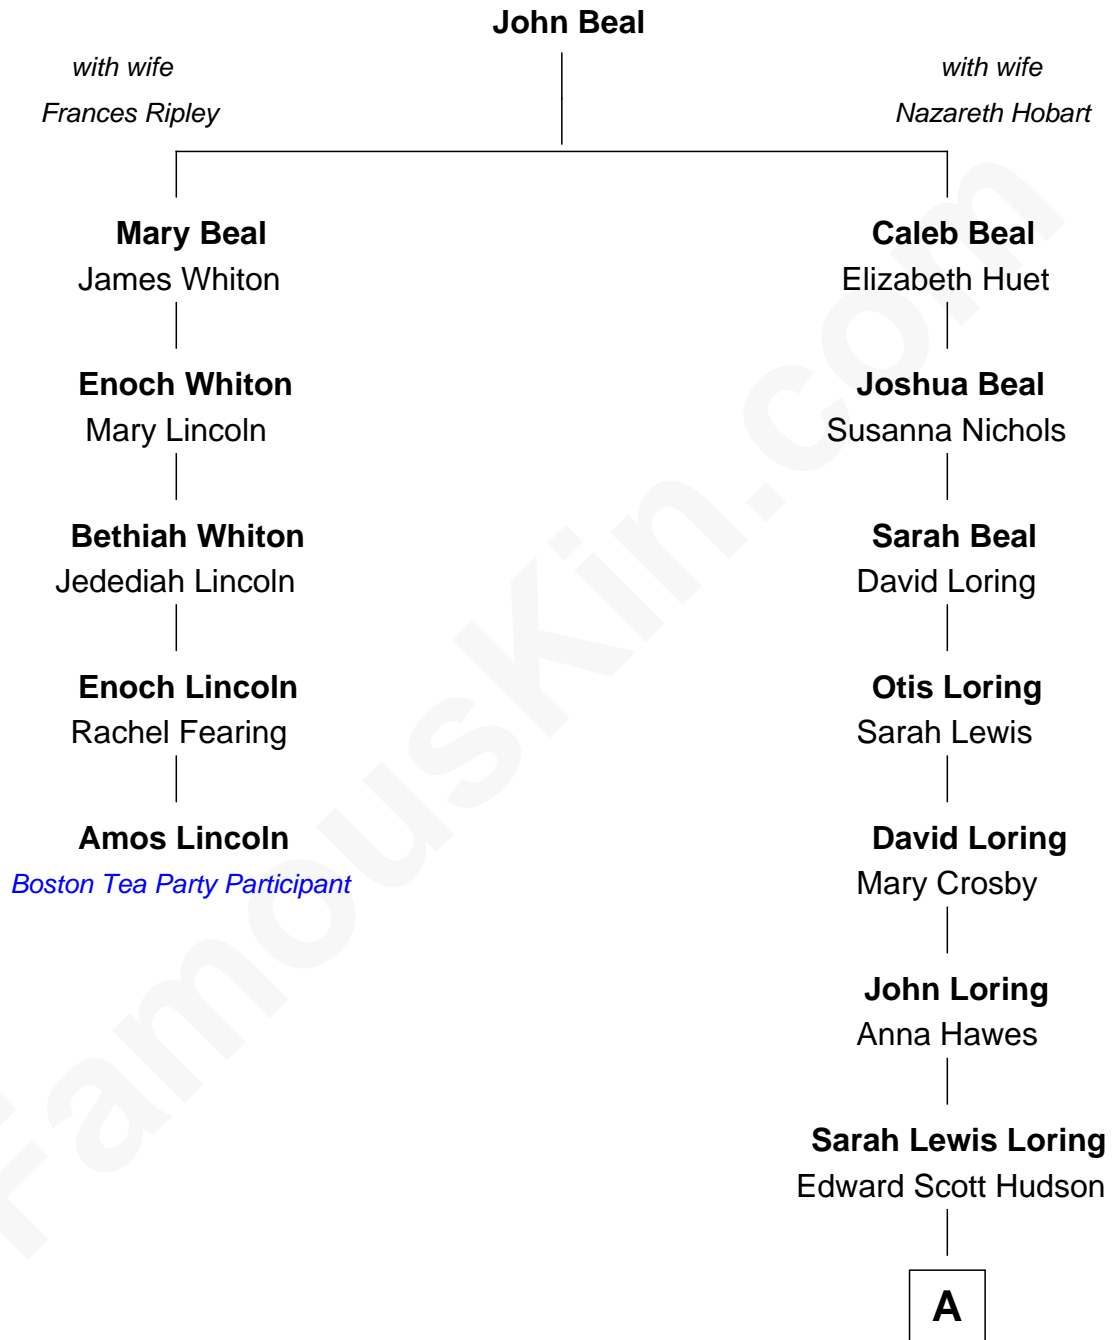 John Beal
with wife
Frances Ripley
with wife
Nazareth Hobart
Mary Beal
James Whiton
Enoch Whiton
Mary Lincoln
Bethiah Whiton
Jedediah Lincoln
Enoch Lincoln
Rachel Fearing
Amos Lincoln
Boston Tea Party Participant
Caleb Beal
Elizabeth Huet
Joshua Beal
Susanna Nichols
Sarah Beal
David Loring
Otis Loring
Sarah Lewis
David Loring
Mary Crosby
John Loring
Anna Hawes
Sarah Lewis Loring
Edward Scott Hudson
A
FamousKin.com